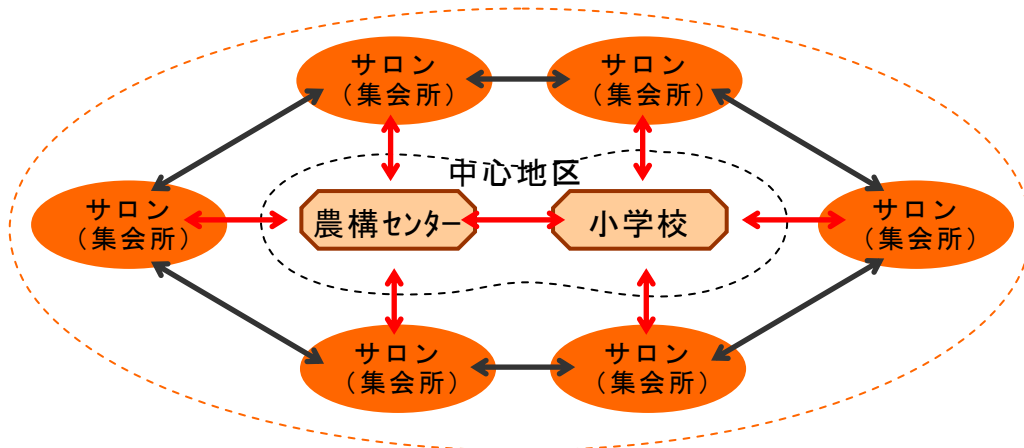 サロン
（集会所）
サロン
（集会所）
中心地区
サロン
（集会所）
農構センター
小学校
サロン
（集会所）
サロン
（集会所）
サロン
（集会所）